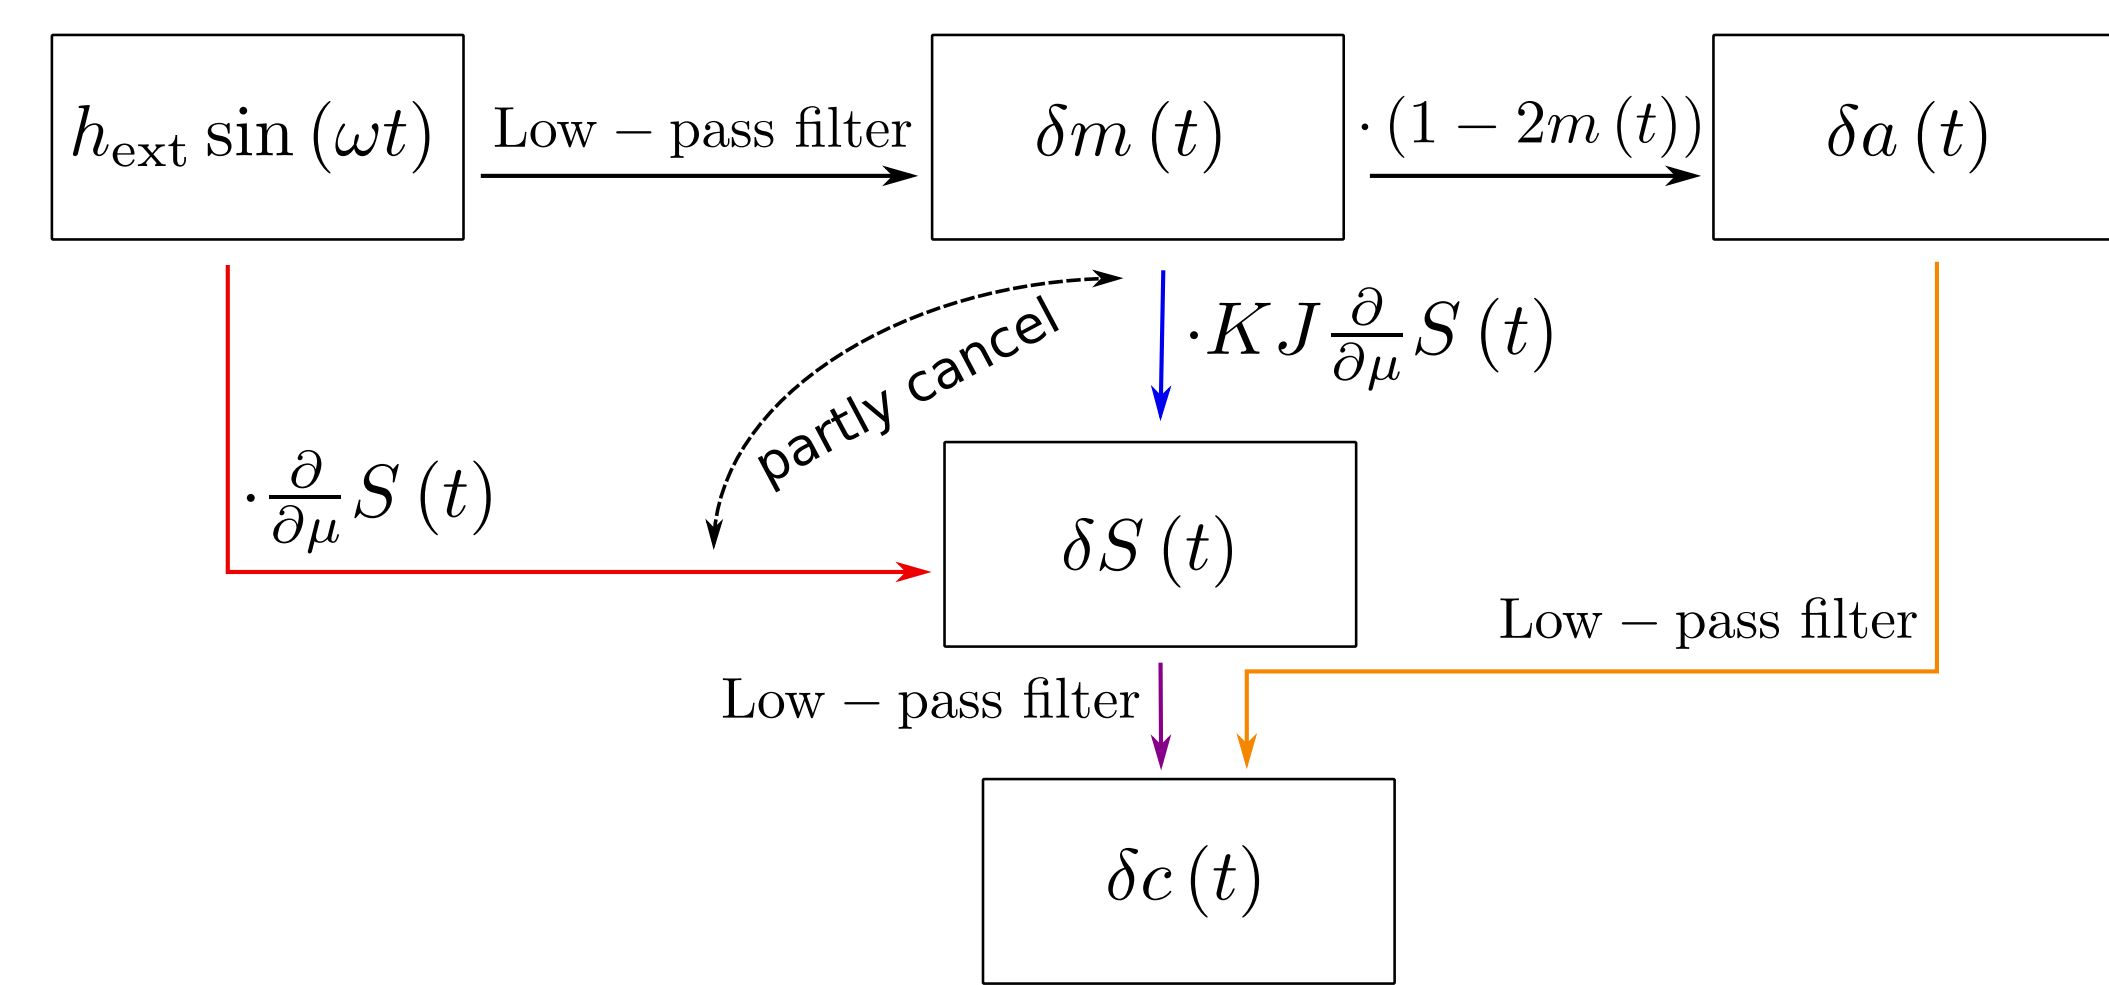 h_ext sin (ωt)
Low − pass filter
δm (t)
· (1 − 2m (t))
δa (t)
partly cancel
· KJ ∂/∂μ S (t)
· ∂/∂μ S (t)
δS (t)
Low − pass filter
Low − pass filter
δc (t)